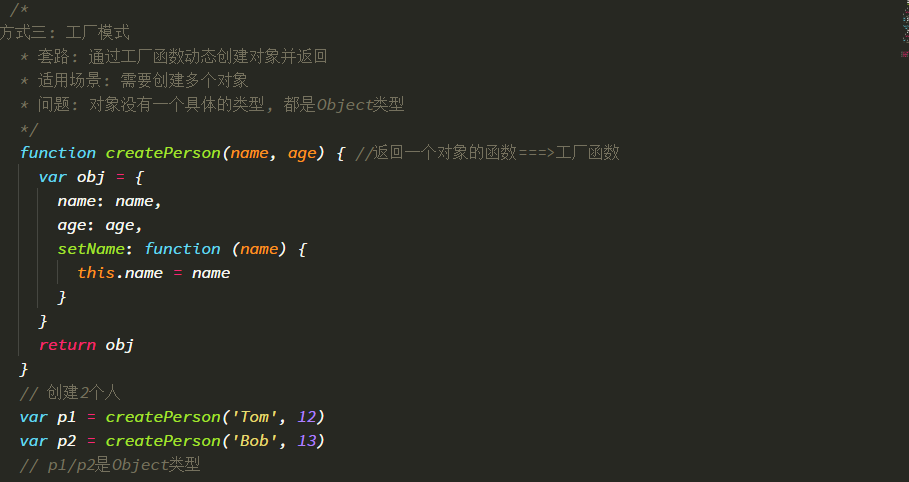 /*
方式三: 工厂模式
* 套路: 通过工厂函数动态创建对象并返回
* 适用场景: 需要创建多个对象
* 问题: 对象没有一个具体的类型, 都是Object类型
*/
function createPerson(name, age) { //返回一个对象的函数===>工厂函数
var obj = {
name: name,
age: age,
setName: function (name) {
this.name = name
}
}
return obj
}
// 创建2个人
var p1 = createPerson('Tom', 12)
var p2 = createPerson('Bob', 13)
// p1/p2是Object类型